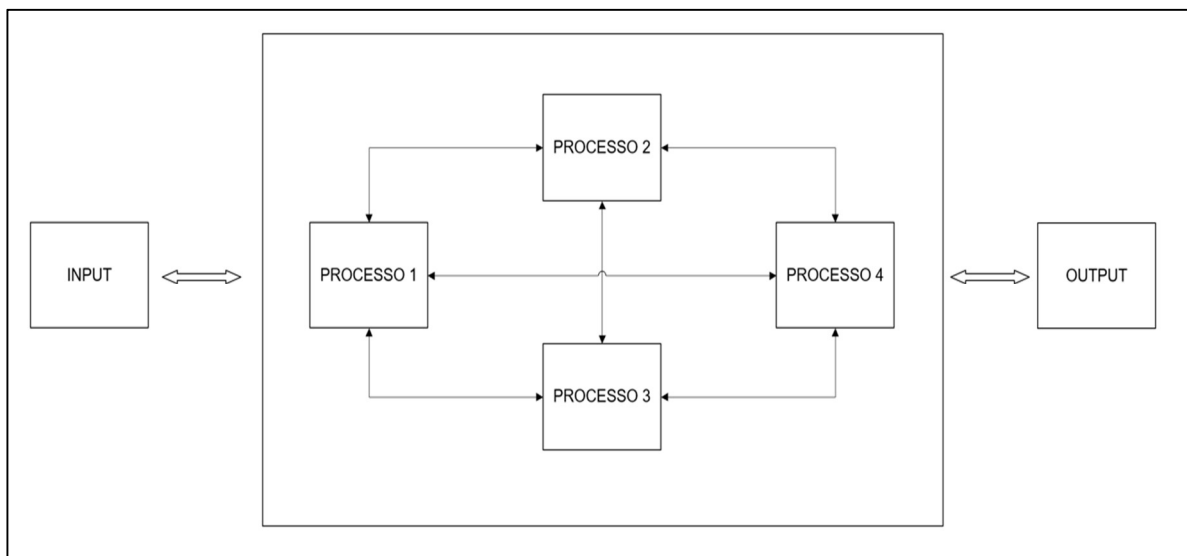 PROCESSO 2
INPUT
PROCESSO 1
PROCESSO 4
OUTPUT
PROCESSO 3